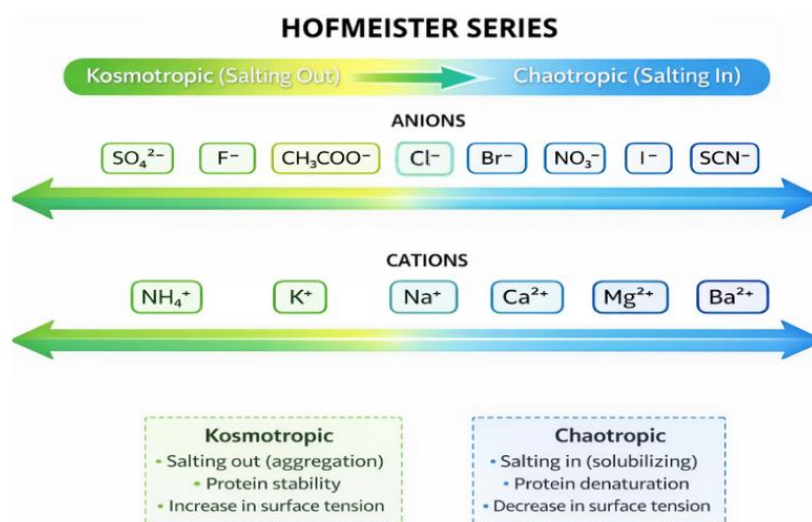 HOFMEISTER SERIES
Kosmotropic (Salting Out) Chaotropic (Salting In)
ANIONS
SO₄²⁻ F⁻ CH₃COO⁻ Cl⁻ Br⁻ NO₃⁻ I⁻ SCN⁻
CATIONS
NH₄⁺ K⁺ Na⁺ Ca²⁺ Mg²⁺ Ba²⁺
Kosmotropic
• Salting out (aggregation)
• Protein stability
• Increase in surface tension
Chaotropic
• Salting in (solubilizing)
• Protein denaturation
• Decrease in surface tension